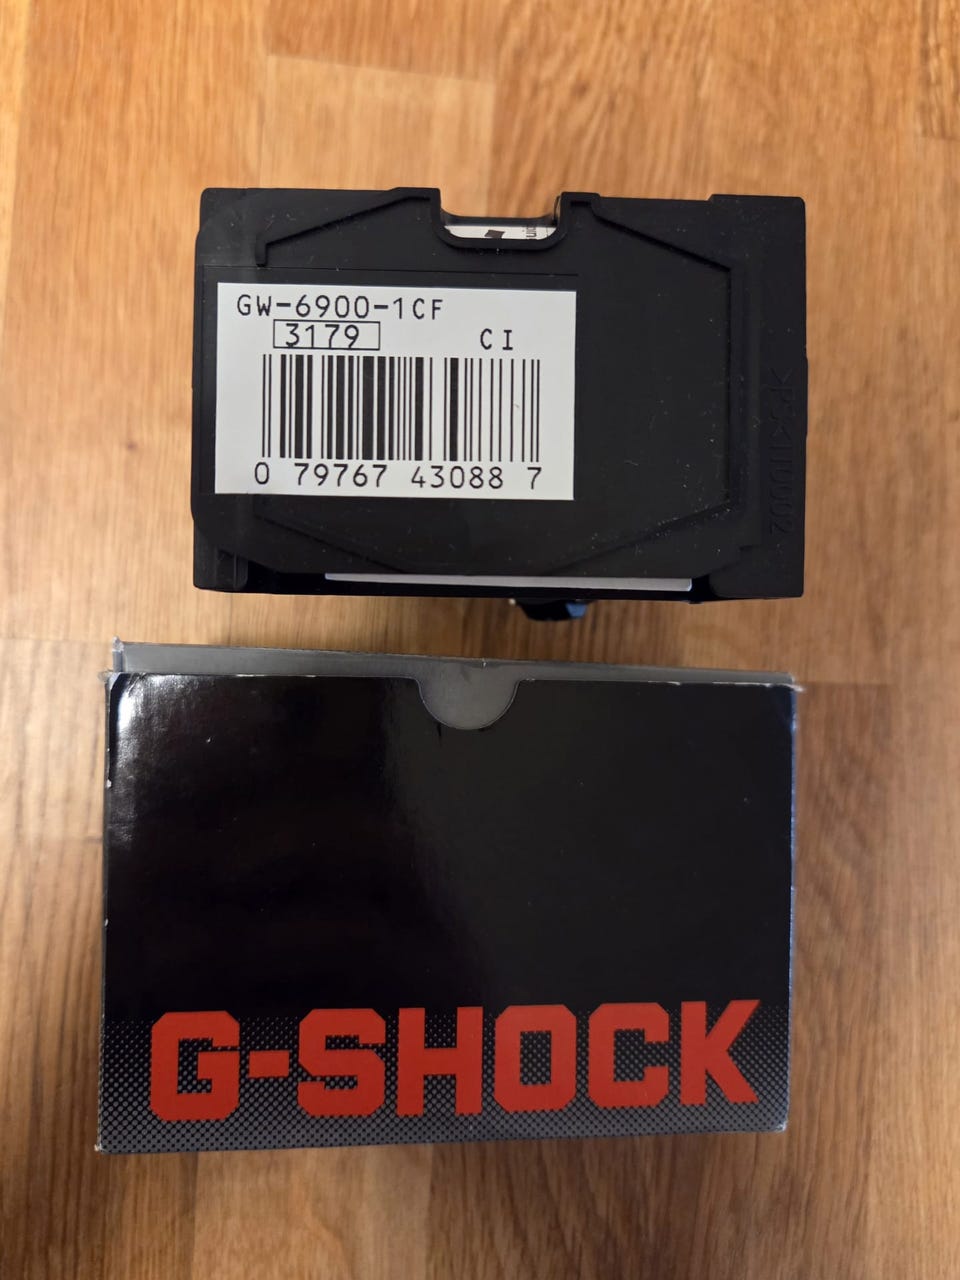 GW-6900-1CF
3179
CI
0 79767 43088 7
G-SHOCK